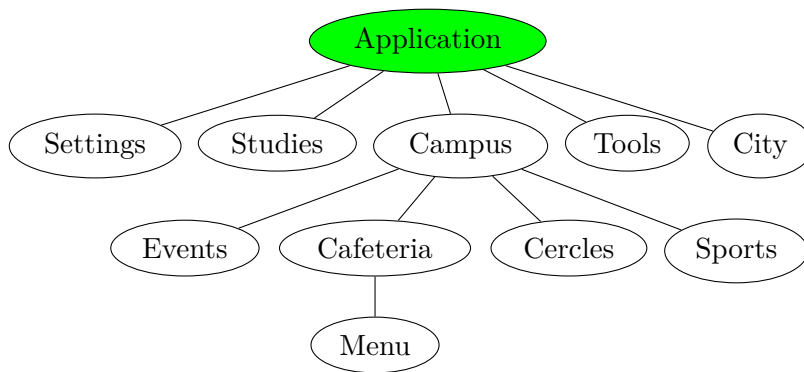 Application
Settings Studies Campus Tools City
Events Cafeteria Cercles Sports
Menu